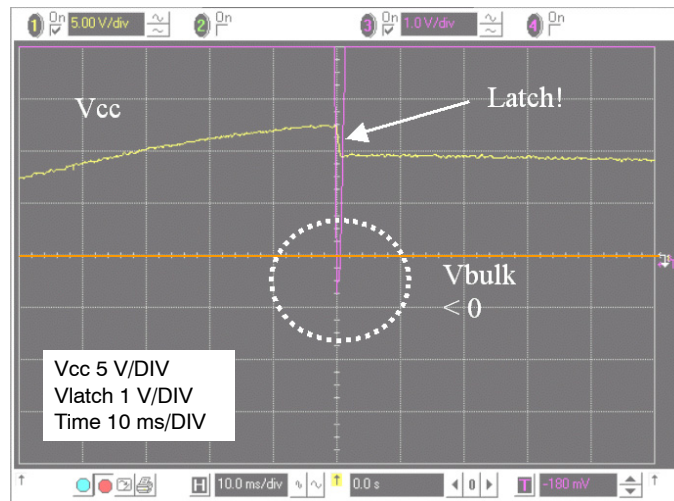 1 On 5.00 V/div 2 On 3 On 1.0 V/div 4 On
Vcc
Latch!
Vbulk
< 0
Vcc 5 V/DIV
Vlatch 1 V/DIV
Time 10 ms/DIV
H 10.0 ms/div 0.0 s 0 T -180 mV